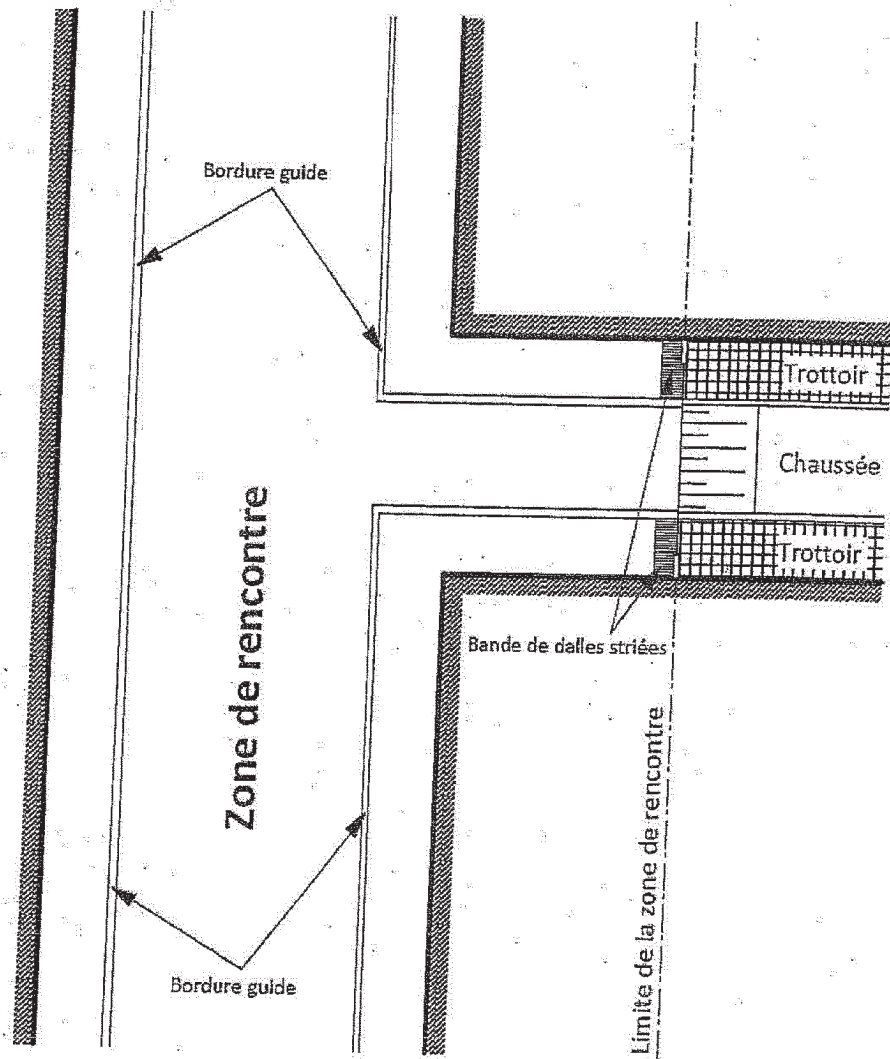 Bordure guide
Trottoir
Chaussée
Trottoir
Zone de rencontre
Bande de dalles striées
Limite de la zone de rencontre
Bordure guide